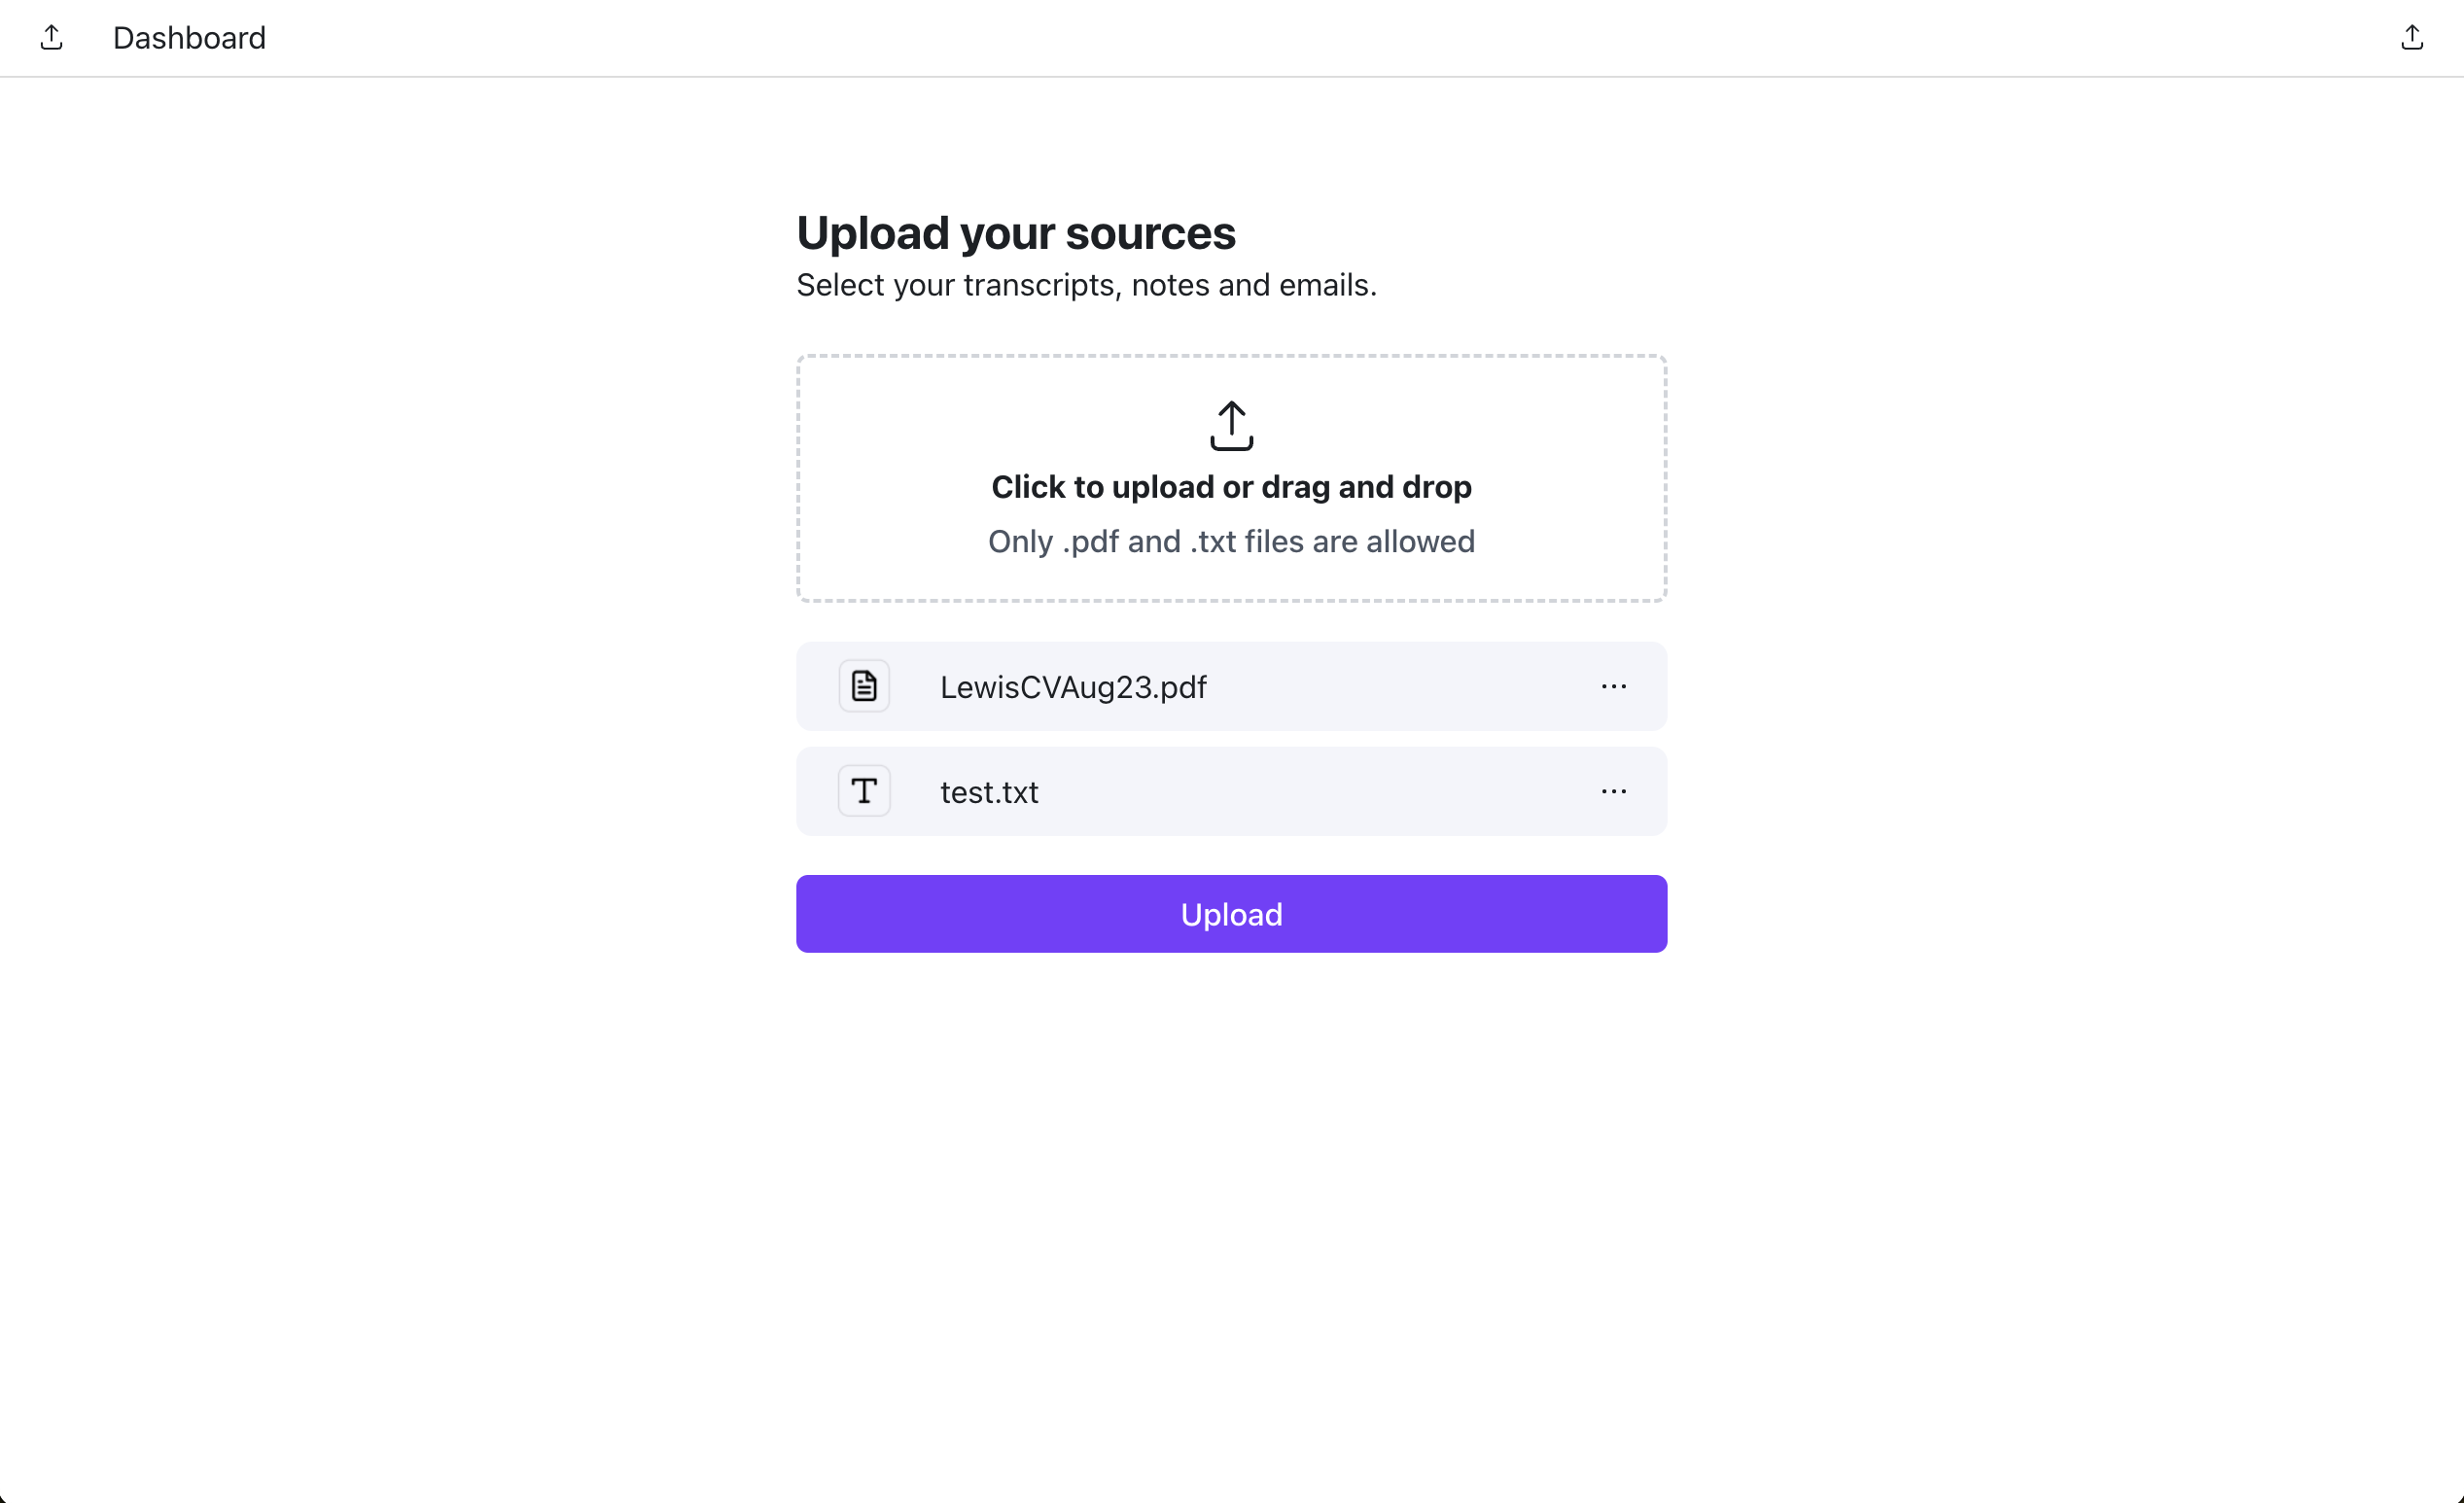 Dashboard
Upload your sources
Select your transcripts, notes and emails.
Click to upload or drag and drop
Only .pdf and .txt files are allowed
LewisCVAug23.pdf
test.txt
Upload